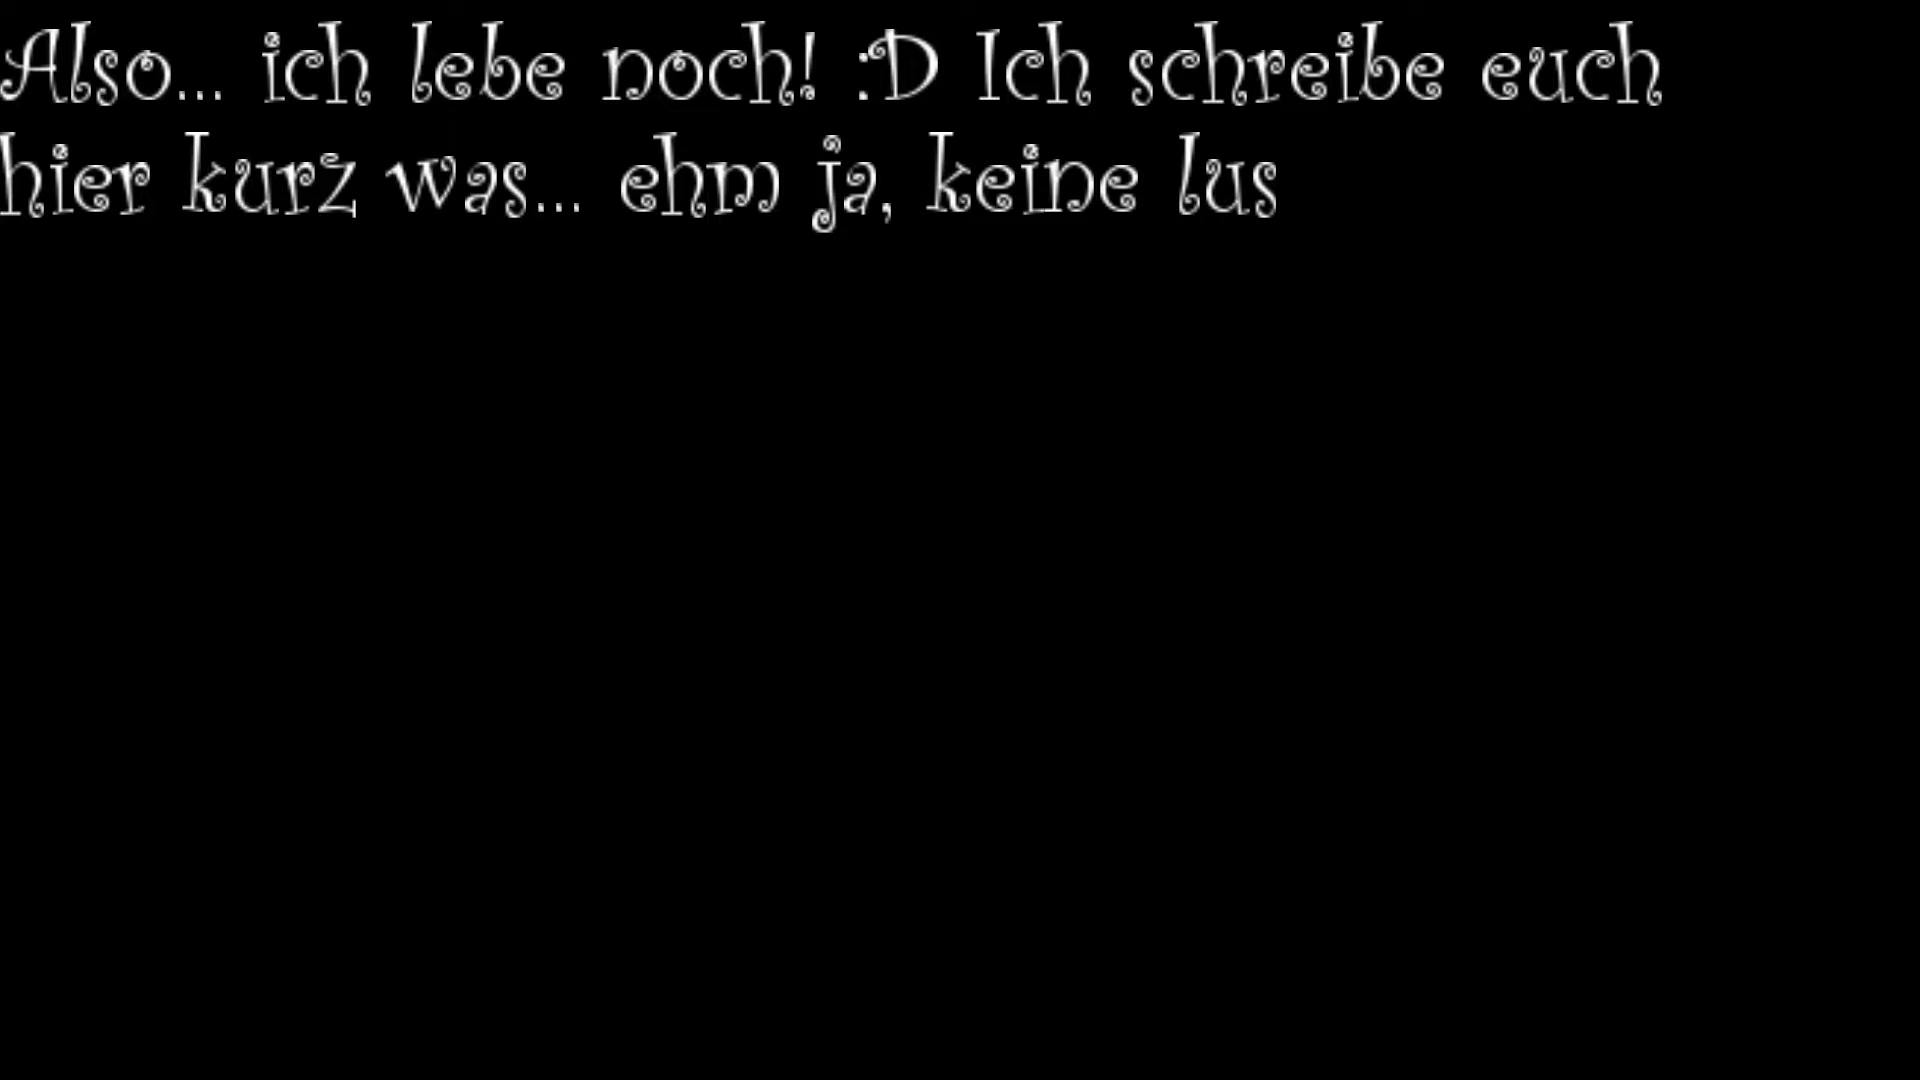 Also... ich lebe noch! :D Ich schreibe euch
hier kurz was... ehm ja, keine lus